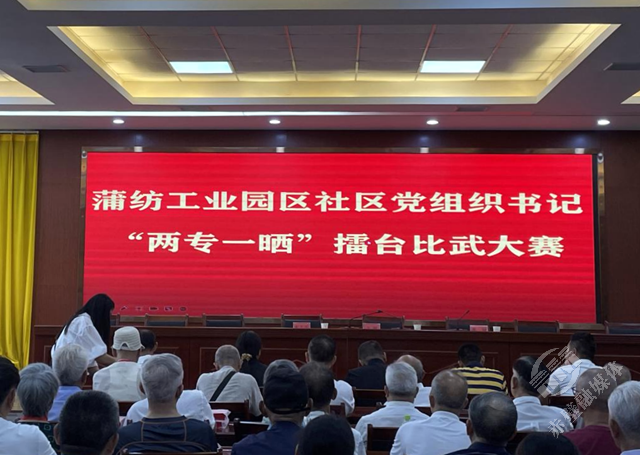 蒲纺工业园区社区党组织书记
“两专一晒”擂台比武大赛